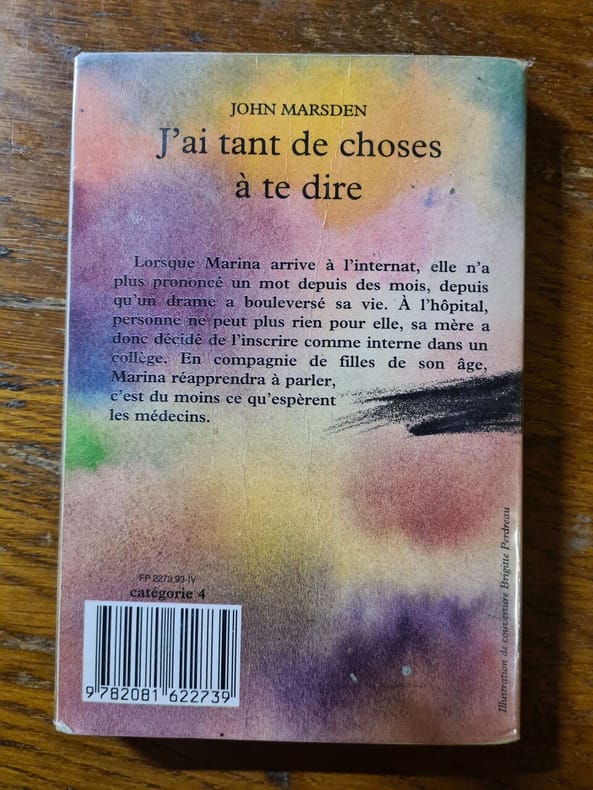 JOHN MARSDEN
J'ai tant de choses
à te dire
Lorsque Marina arrive à l'internat, elle n'a
plus prononcé un mot depuis des mois, depuis
qu'un drame a bouleversé sa vie. À l'hôpital,
personne ne peut plus rien pour elle, sa mère a
donc décidé de l'inscrire comme interne dans un
collège. En compagnie de filles de son âge,
Marina réapprendra à parler,
c'est du moins ce qu'espèrent
les médecins.
Illustration de couverture Brigitte Perdreau
FP 2273.93-IV
catégorie 4
9 782081 622739